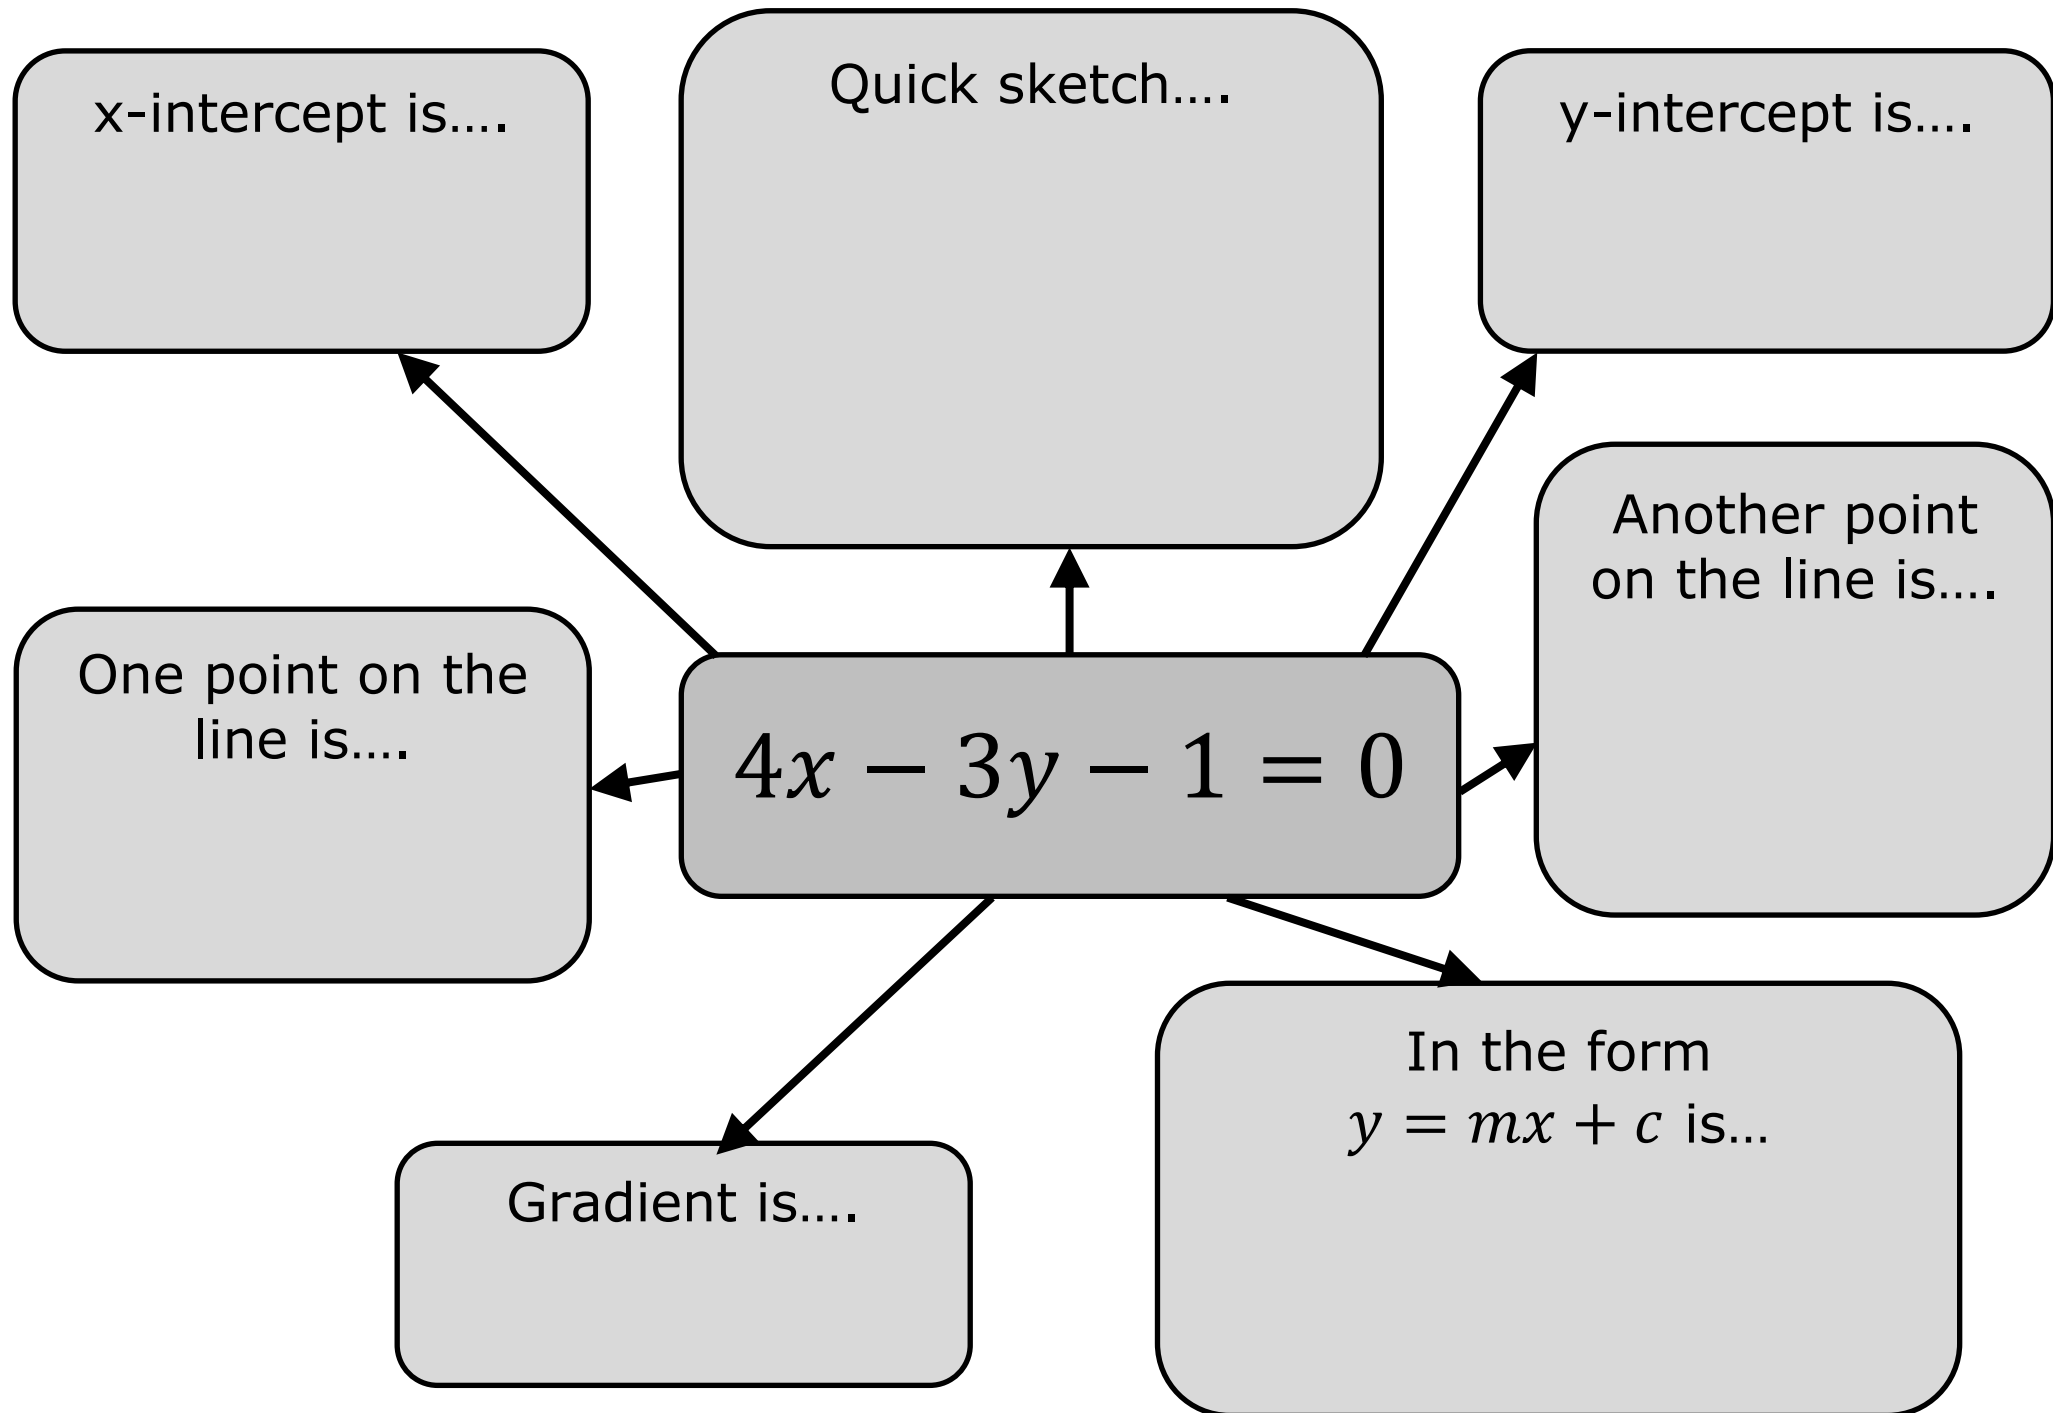 x-intercept is….
Quick sketch….
y-intercept is….
Another point
on the line is….
One point on the
line is….
4x − 3y − 1 = 0
Gradient is….
In the form
y = mx + c is…